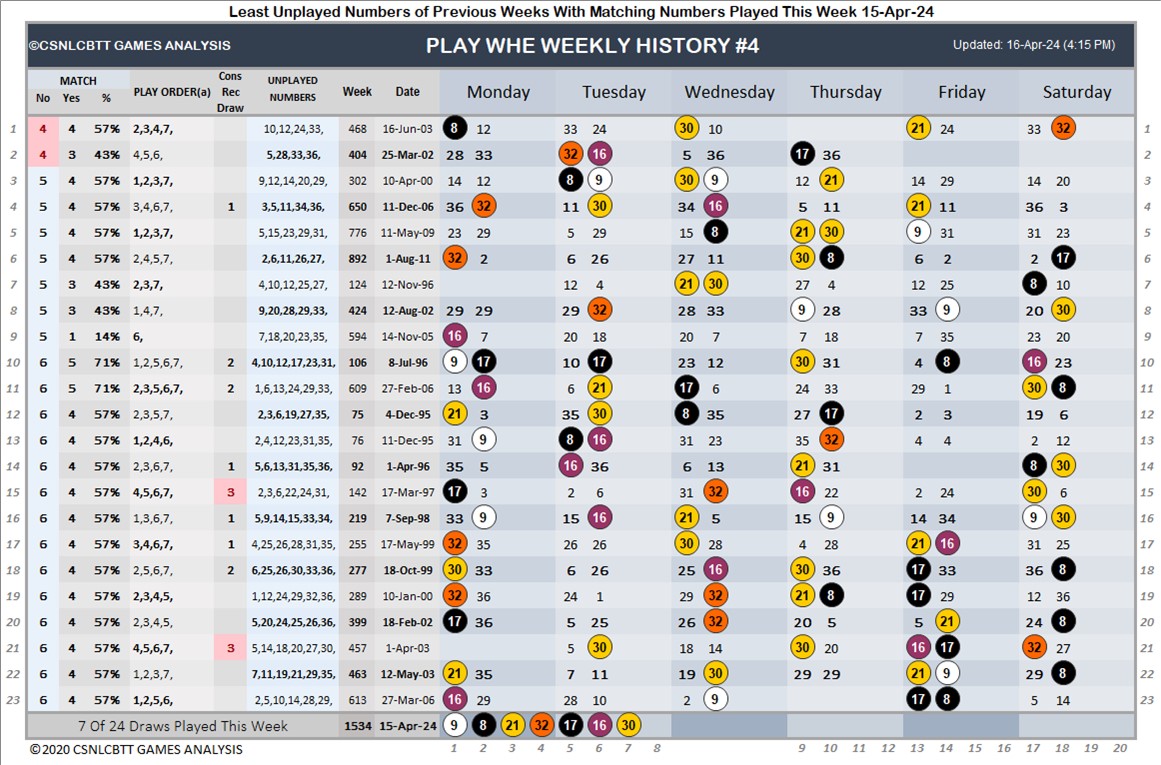 Least Unplayed Numbers of Previous Weeks With Matching Numbers Played This Week 15-Apr-24
©CSNLCBTT GAMES ANALYSIS PLAY WHE WEEKLY HISTORY #4 Updated: 16-Apr-24 (4:15 PM)
MATCH PLAY ORDER(a) Cons Rec Draw UNPLAYED NUMBERS Week Date Monday Tuesday Wednesday Thursday Friday Saturday
No Yes %
1 4 4 57% 2,3,4,7, 10,12,24,33, 468 16-Jun-03 8 12 33 24 30 10 21 24 33 32 1
2 4 3 43% 4,5,6, 5,28,33,36, 404 25-Mar-02 28 33 32 16 5 36 17 36 2
3 5 4 57% 1,2,3,7, 9,12,14,20,29, 302 10-Apr-00 14 12 8 9 30 9 12 21 14 29 14 20 3
4 5 4 57% 3,4,6,7, 1 3,5,11,34,36, 650 11-Dec-06 36 32 11 30 34 16 5 11 21 11 36 3 4
5 5 4 57% 1,2,3,7, 5,15,23,29,31, 776 11-May-09 23 29 5 29 15 8 21 30 9 5 31 23 5
6 5 4 57% 2,4,5,7, 2,6,11,26,27, 892 1-Aug-11 32 2 6 26 27 11 30 8 6 2 2 17 6
7 5 3 43% 2,3,7, 4,10,12,25,27, 124 12-Nov-96 12 4 21 30 27 4 12 25 8 10 7
8 5 3 43% 1,4,7, 9,20,28,29,33, 424 12-Aug-02 29 29 29 32 28 33 9 28 33 9 20 30 8
9 5 1 14% 6, 7,18,20,23,35, 594 14-Nov-05 16 7 20 18 20 7 7 18 7 35 23 20 9
10 6 5 71% 1,2,5,6,7, 2 4,10,12,17,23,31, 106 8-Jul-96 9 17 10 17 23 12 30 31 4 8 16 23 10
11 6 5 71% 2,3,5,6,7, 2 1,6,13,24,29,33, 609 27-Feb-06 13 16 6 21 17 6 24 33 29 1 30 8 11
12 6 4 57% 2,3,5,7, 2,3,6,19,27,35, 75 4-Dec-95 21 3 35 30 8 35 27 17 2 3 19 6 12
13 6 4 57% 1,2,4,6, 2,4,12,23,31,35, 76 11-Dec-95 31 9 8 16 31 23 35 32 4 4 2 12 13
14 6 4 57% 2,3,6,7, 1 5,6,13,31,35,36, 92 1-Apr-96 35 5 16 36 6 13 21 31 8 30 14
15 6 4 57% 4,5,6,7, 3 2,3,6,22,24,31, 142 17-Mar-97 17 3 2 6 31 32 16 22 2 24 30 6 15
16 6 4 57% 1,3,6,7, 1 5,9,14,15,33,34, 219 7-Sep-98 33 9 15 16 21 5 15 9 14 34 9 30 16
17 6 4 57% 3,4,6,7, 1 4,25,26,28,31,35, 255 17-May-99 32 35 26 26 30 28 4 28 21 16 31 25 17
18 6 4 57% 2,5,6,7, 2 6,25,26,30,33,36, 277 18-Oct-99 30 33 6 26 25 16 30 36 17 33 36 8 18
19 6 4 57% 2,3,4,5, 1,12,24,29,32,36, 289 10-Jan-00 32 36 24 1 29 32 21 8 17 29 12 36 19
20 6 4 57% 2,3,4,5, 5,20,24,25,26,36, 399 18-Feb-02 17 36 5 25 26 32 20 5 5 21 24 8 20
21 6 4 57% 4,5,6,7, 3 5,14,18,20,27,30, 457 1-Apr-03 5 30 18 14 30 20 16 17 32 27 21
22 6 4 57% 1,2,3,7, 7,11,19,21,29,35, 463 12-May-03 21 35 7 11 19 30 29 29 21 9 29 8 22
23 6 4 57% 1,2,5,6, 2,5,10,14,28,29, 613 27-Mar-06 16 29 28 10 2 9 17 8 5 14 23
7 Of 24 Draws Played This Week 1534 15-Apr-24 9 8 21 32 17 16 30
©2020 CSNLCBTT GAMES ANALYSIS 1 2 3 4 5 6 7 8 9 10 11 12 13 14 15 16 17 18 19 20